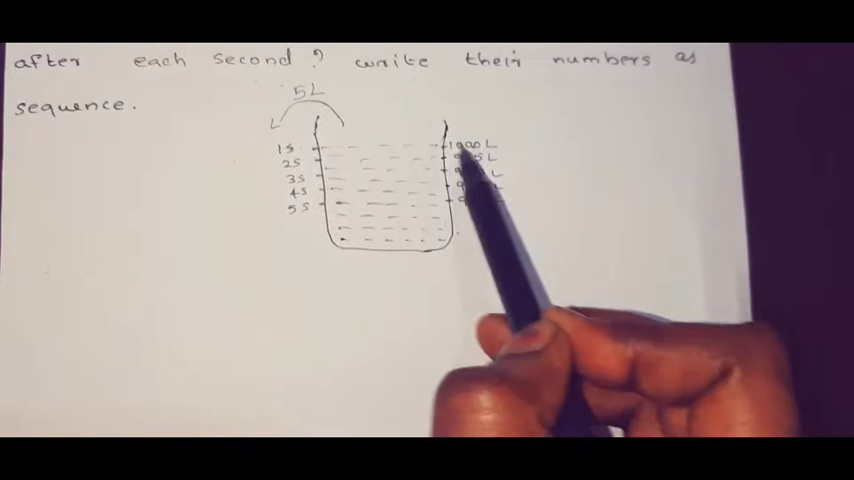 after each second ? write their numbers as
sequence.
5L
1S 1000 L
2S L
3S L
4S
5S